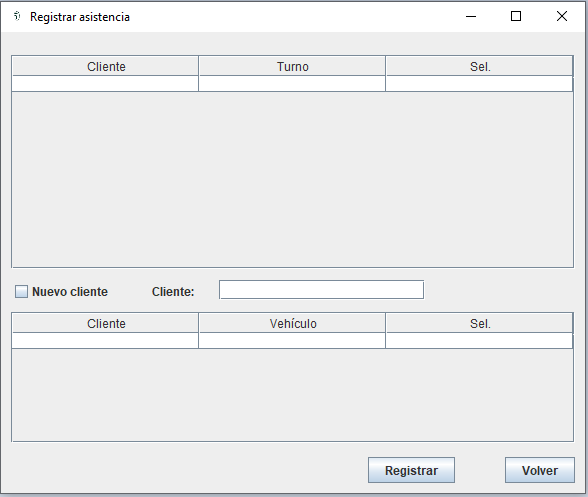 Registrar asistencia
Cliente Turno Sel.
Nuevo cliente Cliente:
Cliente Vehículo Sel.
Registrar Volver